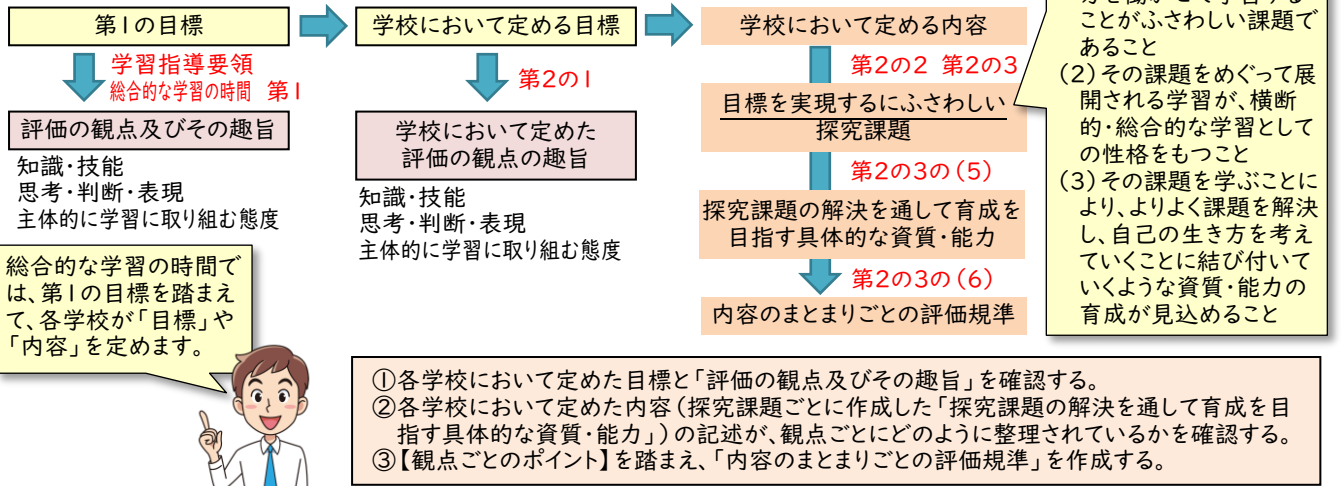 第1の目標
学習指導要領
総合的な学習の時間 第1
評価の観点及びその趣旨
知識・技能
思考・判断・表現
主体的に学習に取り組む態度
学校において定める目標
第2の1
学校において定めた
評価の観点の趣旨
知識・技能
思考・判断・表現
主体的に学習に取り組む態度
学校において定める内容
第2の2 第2の3
目標を実現するにふさわしい
探究課題
第2の3の(5)
探究課題の解決を通して育成を
目指す具体的な資質・能力
第2の3の(6)
内容のまとまりごとの評価規準
ことがふさわしい課題で
あること
(2)その課題をめぐって展
開される学習が、横断
的・総合的な学習として
の性格をもつこと
(3)その課題を学ぶことに
より、よりよく課題を解決
し、自己の生き方を考え
ていくことに結び付いて
いくような資質・能力の
育成が見込めること
総合的な学習の時間で
は、第1の目標を踏まえ
て、各学校が「目標」や
「内容」を定めます。
①各学校において定めた目標と「評価の観点及びその趣旨」を確認する。
②各学校において定めた内容(探究課題ごとに作成した「探究課題の解決を通して育成を目
指す具体的な資質・能力」)の記述が、観点ごとにどのように整理されているかを確認する。
③【観点ごとのポイント】を踏まえ、「内容のまとまりごとの評価規準」を作成する。